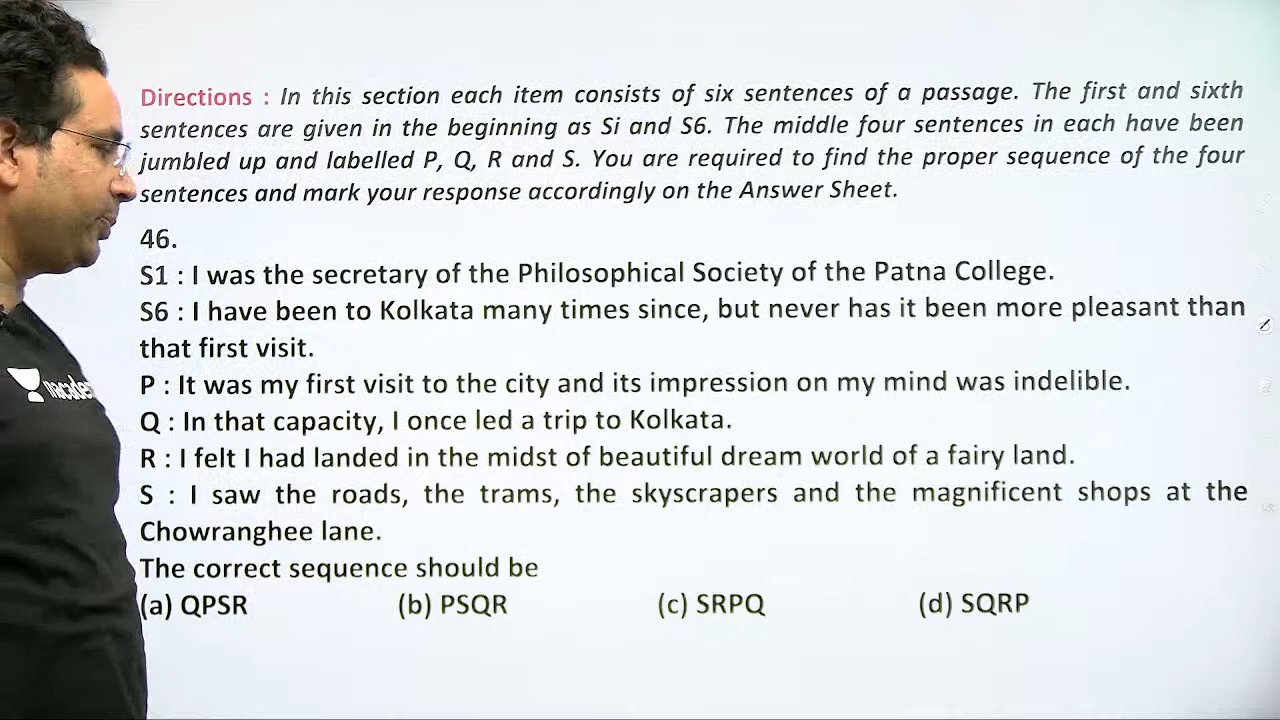 Directions : In this section each item consists of six sentences of a passage. The first and sixth
sentences are given in the beginning as Si and S6. The middle four sentences in each have been
jumbled up and labelled P, Q, R and S. You are required to find the proper sequence of the four
sentences and mark your response accordingly on the Answer Sheet.
46.
S1 : I was the secretary of the Philosophical Society of the Patna College.
S6 : I have been to Kolkata many times since, but never has it been more pleasant than
that first visit.
P : It was my first visit to the city and its impression on my mind was indelible.
Q : In that capacity, I once led a trip to Kolkata.
R : I felt I had landed in the midst of beautiful dream world of a fairy land.
S : I saw the roads, the trams, the skyscrapers and the magnificent shops at the
Chowranghee lane.
The correct sequence should be
(a) QPSR (b) PSQR (c) SRPQ (d) SQRP